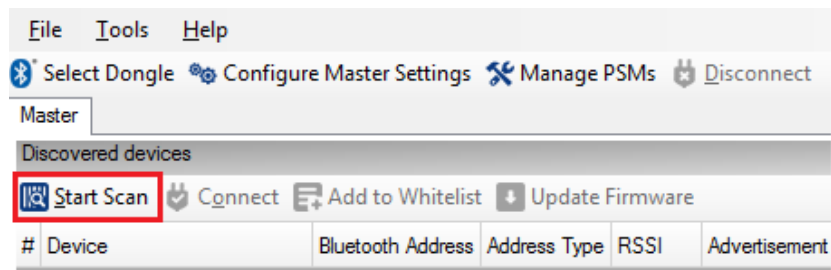 File Tools Help
Select Dongle Configure Master Settings Manage PSMs Disconnect
Master
Discovered devices
Start Scan Connect Add to Whitelist Update Firmware
# Device Bluetooth Address Address Type RSSI Advertisement